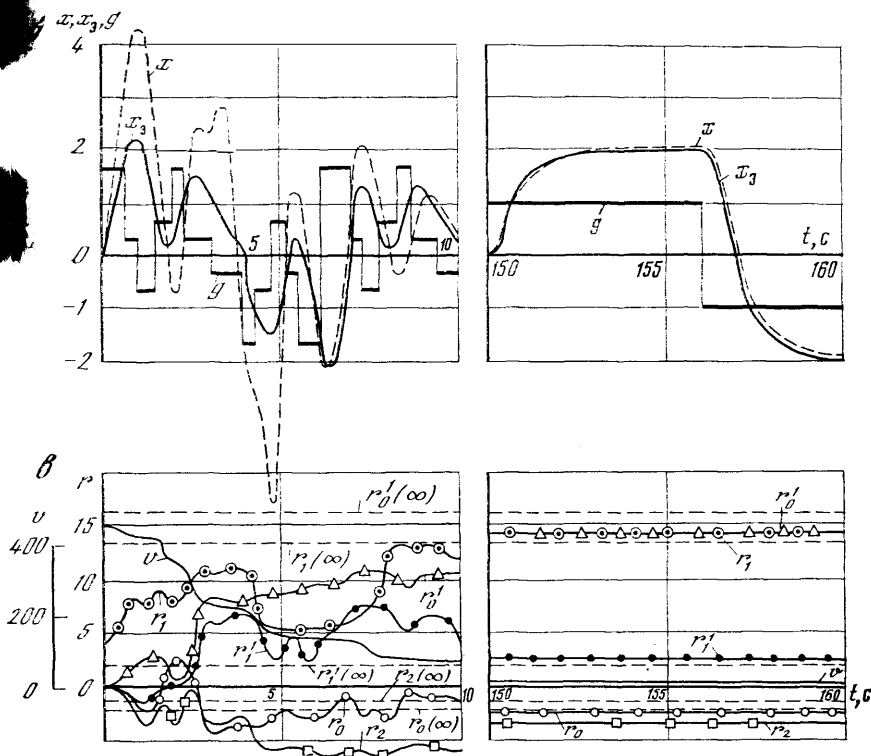 x, x₃, g
4
x
x₃
2
0
5
10
g
-1
-2
x
x₃
g
t, c
150
155
160
в
r
υ
r₀¹(∞)
15
400
υ
r₁(∞)
10
r₁
r₀¹
200
5
r₁¹
r₁¹(∞)
r₂(∞)
0
0
5
10
r₀
r₀(∞)
r₂
r₀¹
r₁
r₁¹
υ
150
155
160
t, c
r₀
r₂